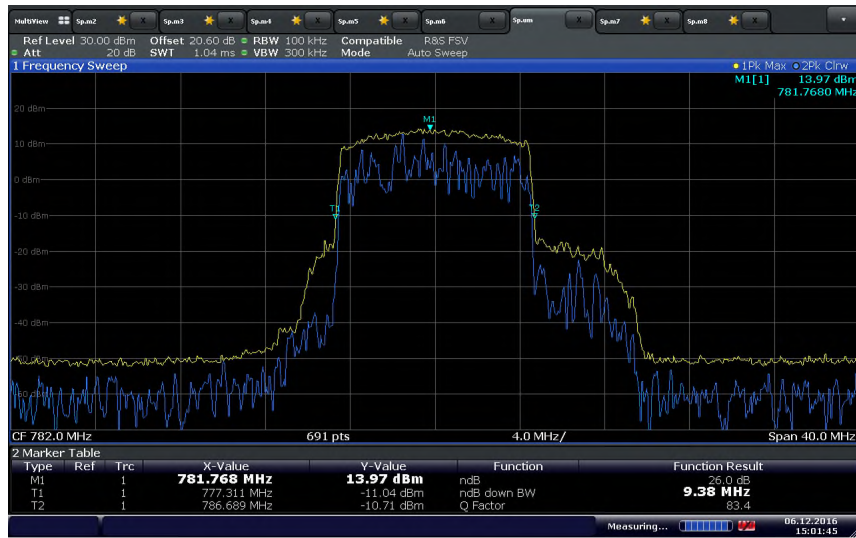 MultiView Sp.m2 X Sp.m3 X Sp.m4 X Sp.m5 X Sp.m6 X Sp.um X Sp.m7 X Sp.m8 X
Ref Level 30.00 dBm Offset 20.60 dB RBW 100 kHz Compatible R&S FSV
Att 20 dB SWT 1.04 ms VBW 300 kHz Mode Auto Sweep
1 Frequency Sweep 1Pk Max 2Pk Clrw
M1[1] 13.97 dBm
781.7680 MHz
20 dBm
M1
10 dBm
0 dBm
T1 T2
-10 dBm
-20 dBm
-30 dBm
-40 dBm
CF 782.0 MHz 691 pts 4.0 MHz/ Span 40.0 MHz
2 Marker Table
Type Ref Trc X-Value Y-Value Function Function Result
M1 1 781.768 MHz 13.97 dBm ndB 26.0 dB
T1 1 777.311 MHz -11.04 dBm ndB down BW 9.38 MHz
T2 1 786.689 MHz -10.71 dBm Q Factor 83.4
Measuring... 06.12.2016
15:01:45